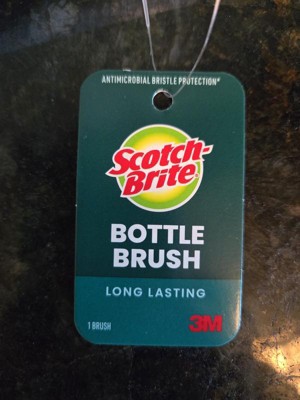 ANTIMICROBIAL BRISTLE PROTECTION*
Scotch-
Brite
BOTTLE
BRUSH
LONG LASTING
1 BRUSH
3M